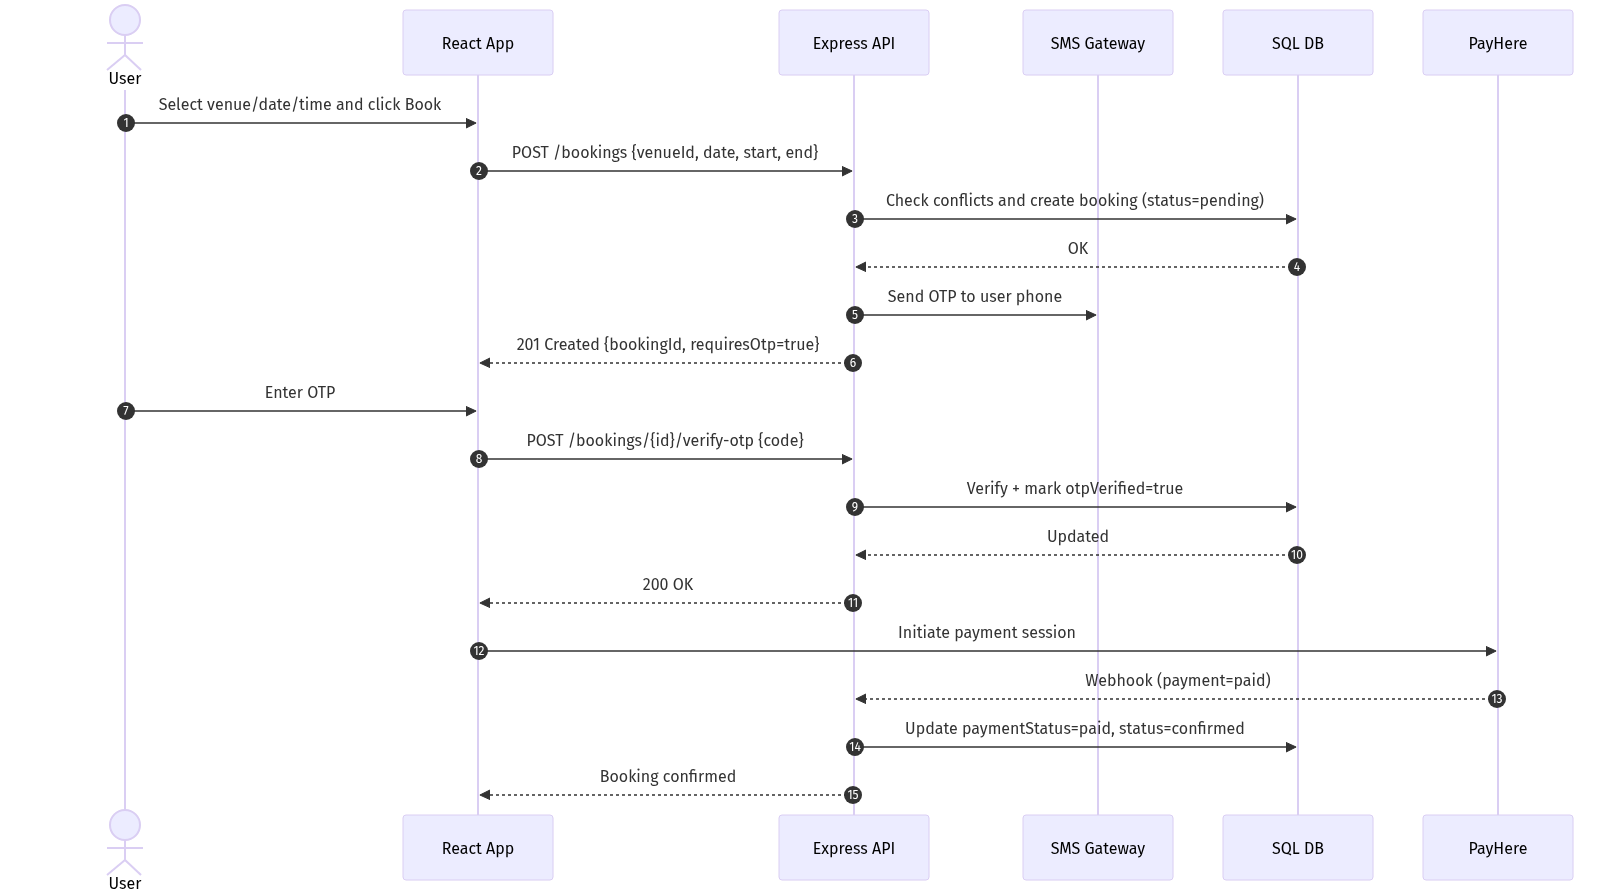 User
React App
Express API
SMS Gateway
SQL DB
PayHere
Select venue/date/time and click Book
1
POST /bookings {venueId, date, start, end}
2
Check conflicts and create booking (status=pending)
3
OK
4
Send OTP to user phone
5
201 Created {bookingId, requiresOtp=true}
6
Enter OTP
7
POST /bookings/{id}/verify-otp {code}
8
Verify + mark otpVerified=true
9
Updated
10
200 OK
11
Initiate payment session
12
Webhook (payment=paid)
13
Update paymentStatus=paid, status=confirmed
14
Booking confirmed
15
User
React App
Express API
SMS Gateway
SQL DB
PayHere